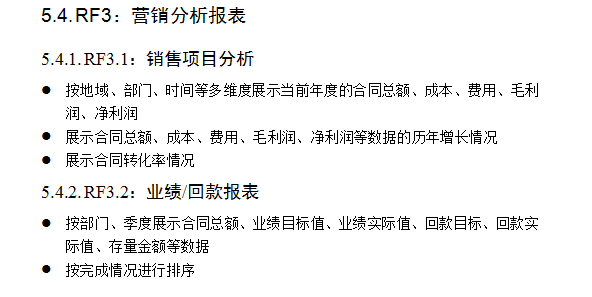 5.4. RF3：营销分析报表
5.4.1. RF3.1：销售项目分析
● 按地域、部门、时间等多维度展示当前年度的合同总额、成本、费用、毛利
润、净利润
● 展示合同总额、成本、费用、毛利润、净利润等数据的历年增长情况
● 展示合同转化率情况
5.4.2. RF3.2：业绩/回款报表
● 按部门、季度展示合同总额、业绩目标值、业绩实际值、回款目标、回款实
际值、存量金额等数据
● 按完成情况进行排序